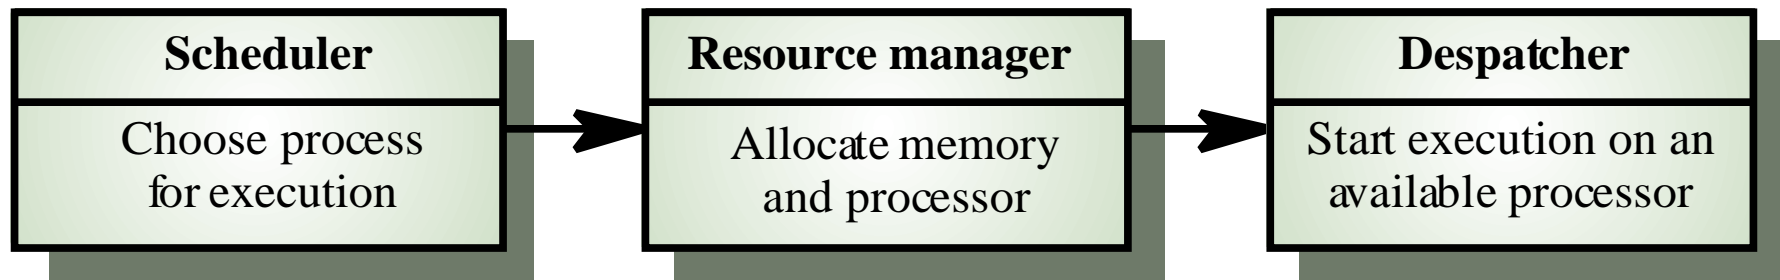 Scheduler
Choose process
for execution
Resource manager
Allocate memory
and processor
Despatcher
Start execution on an
available processor